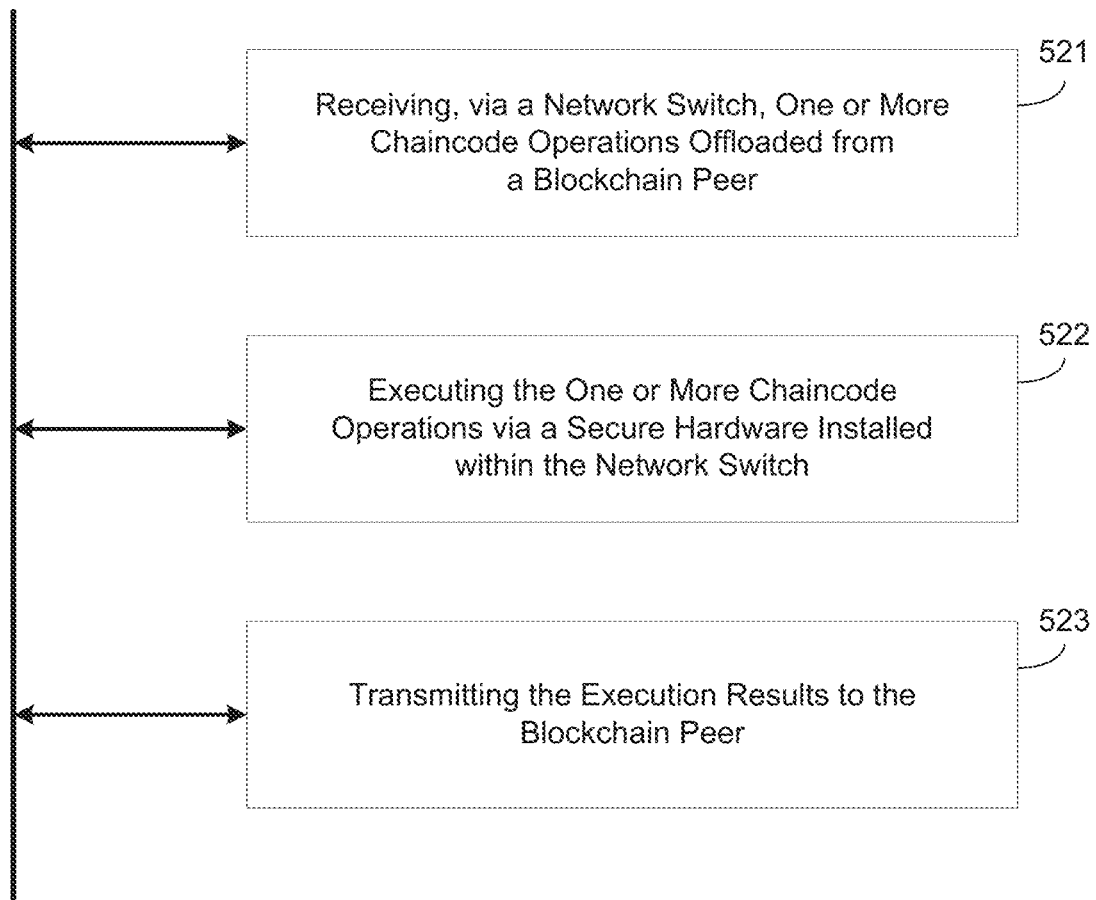 521
Receiving, via a Network Switch, One or More
Chaincode Operations Offloaded from
a Blockchain Peer
522
Executing the One or More Chaincode
Operations via a Secure Hardware Installed
within the Network Switch
523
Transmitting the Execution Results to the
Blockchain Peer